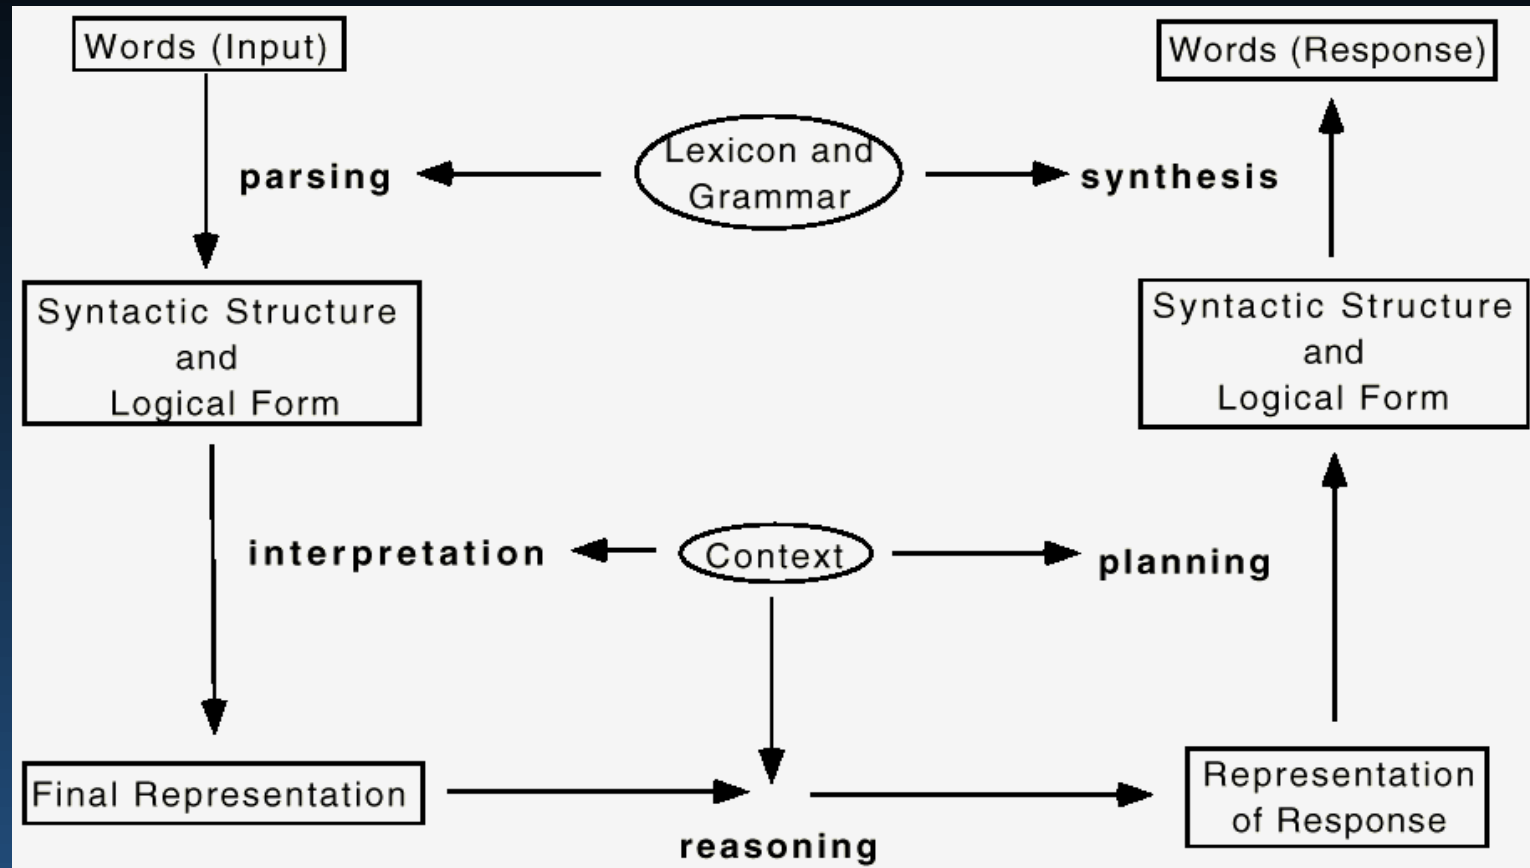 Words (Input)
Words (Response)
Lexicon and
Grammar
parsing
synthesis
Syntactic Structure
and
Logical Form
Syntactic Structure
and
Logical Form
interpretation
Context
planning
Final Representation
reasoning
Representation
of Response